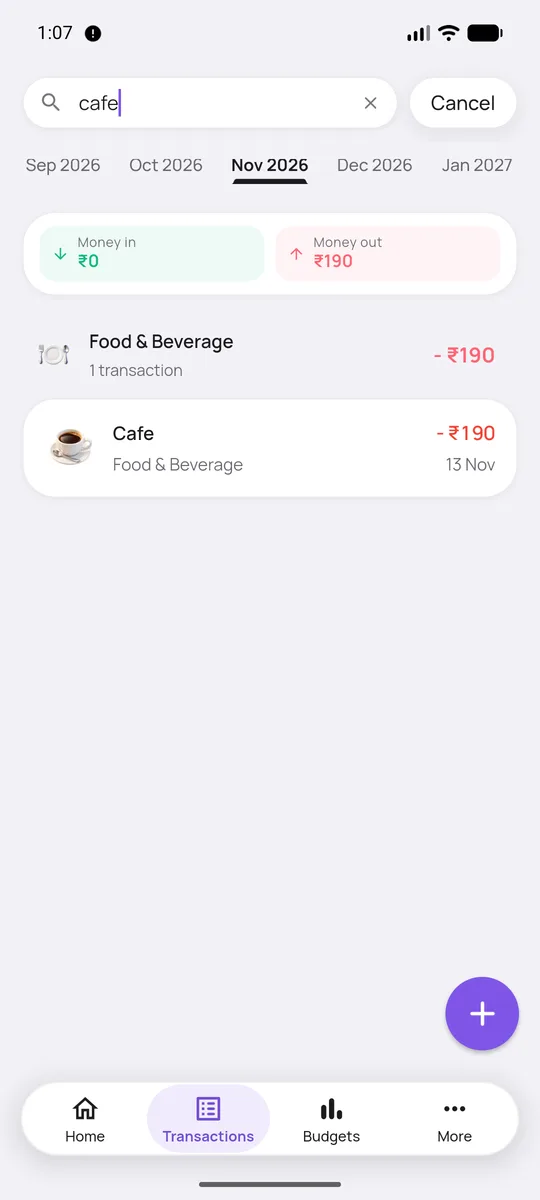 1:07
cafe
Cancel
Sep 2026
Oct 2026
Nov 2026
Dec 2026
Jan 2027
Money in
₹0
Money out
₹190
Food & Beverage
- ₹190
1 transaction
Cafe
- ₹190
Food & Beverage
13 Nov
Home
Transactions
Budgets
More